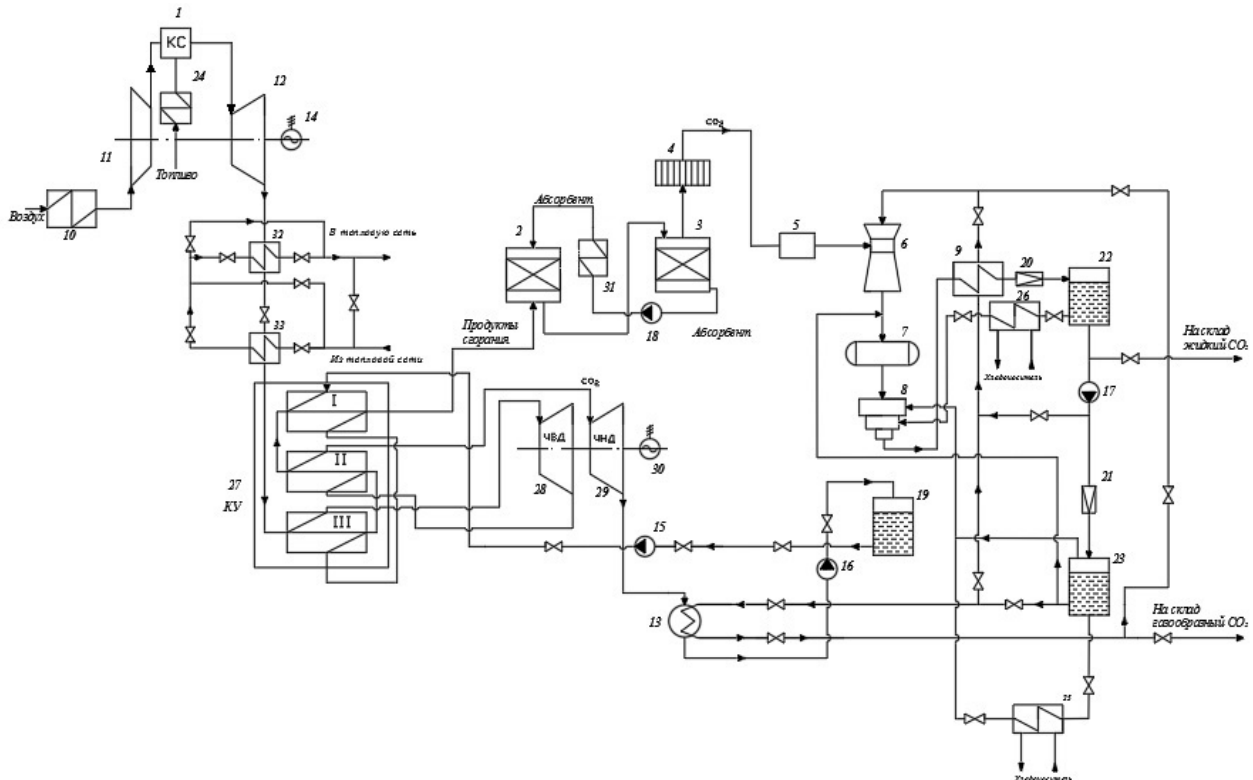 1
КС
24
12
14
11
Топливо
Воздух
10
32
В тепловую сеть
33
Из тепловой сети
Абсорбент
2
31
18
3
4
CO₂
Абсорбент
Продукты
сгорания
5
6
7
8
9
20
22
26
Хладоноситель
На склад
жидкий CO₂
17
I
II
III
27
КУ
CO₂
ЧВД
ЧНД
28
29
30
15
16
19
21
23
13
На склад
газообразный CO₂
25
Хладоноситель